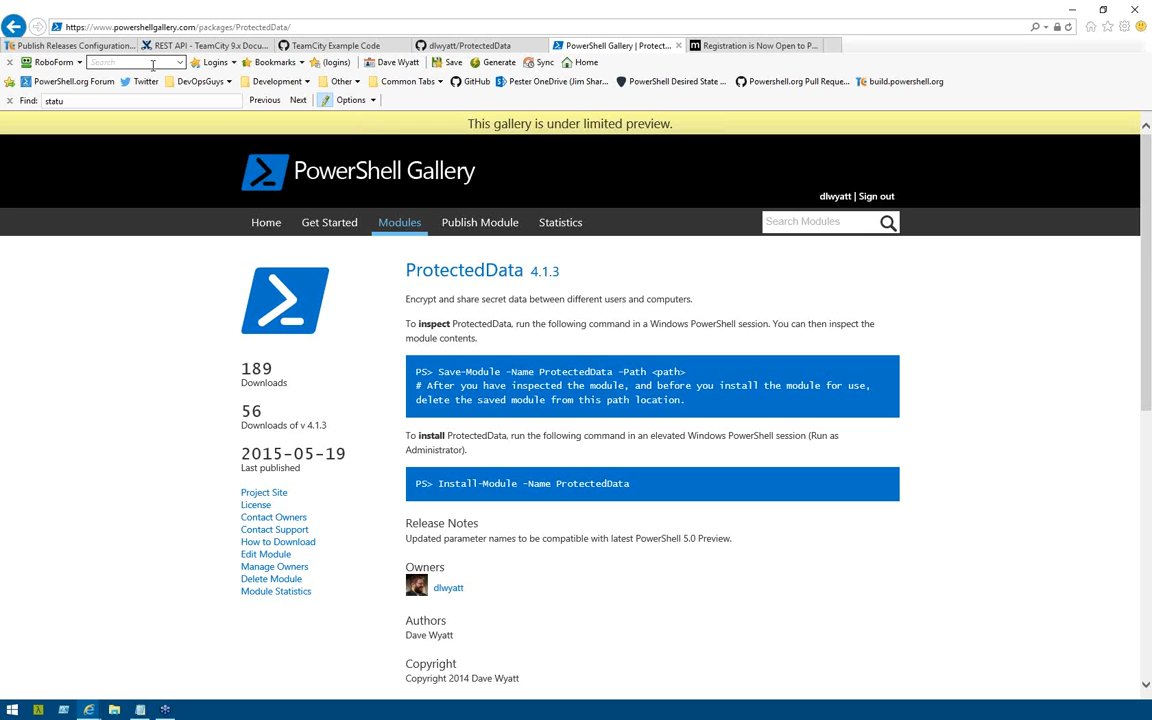 https://www.powershellgallery.com/packages/ProtectedData/
Publish Releases Configuration... REST API - TeamCity 9.x Docu... TeamCity Example Code dlwyatt/ProtectedData PowerShell Gallery | Protect... Registration is Now Open to P...
RoboForm Search Logins Bookmarks (logins) Dave Wyatt Save Generate Sync Home
PowerShell.org Forum Twitter DevOpsGuys Development Other Common Tabs GitHub Pester OneDrive (Jim Shar... PowerShell Desired State ... Powershell.org Pull Reque... build.powershell.org
Find: statu Previous Next Options
This gallery is under limited preview.
PowerShell Gallery
dlwyatt | Sign out
Home Get Started Modules Publish Module Statistics Search Modules
ProtectedData 4.1.3
Encrypt and share secret data between different users and computers.
To inspect ProtectedData, run the following command in a Windows PowerShell session. You can then inspect the
module contents.
PS> Save-Module -Name ProtectedData -Path <path>
# After you have inspected the module, and before you install the module for use,
delete the saved module from this path location.
To install ProtectedData, run the following command in an elevated Windows PowerShell session (Run as
Administrator).
PS> Install-Module -Name ProtectedData
Release Notes
Updated parameter names to be compatible with latest PowerShell 5.0 Preview.
Owners
dlwyatt
Authors
Dave Wyatt
Copyright
Copyright 2014 Dave Wyatt
189
Downloads
56
Downloads of v 4.1.3
2015-05-19
Last published
Project Site
License
Contact Owners
Contact Support
How to Download
Edit Module
Manage Owners
Delete Module
Module Statistics